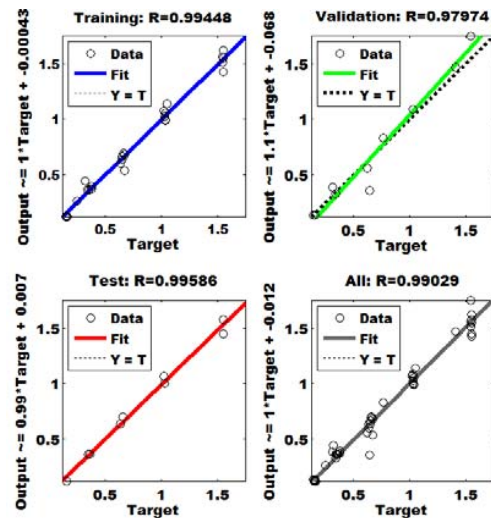 Training: R=0.99448
Output ~= 1*Target + -0.00043
Data
Fit
Y = T
1.5
1
0.5
0.5 1 1.5
Target
Validation: R=0.97974
Output ~= 1.1*Target + -0.068
Data
Fit
Y = T
1.5
1
0.5
0.5 1 1.5
Target
Test: R=0.99586
Output ~= 0.99*Target + 0.007
Data
Fit
Y = T
1.5
1
0.5
0.5 1 1.5
Target
All: R=0.99029
Output ~= 1*Target + -0.012
Data
Fit
Y = T
1.5
1
0.5
0.5 1 1.5
Target